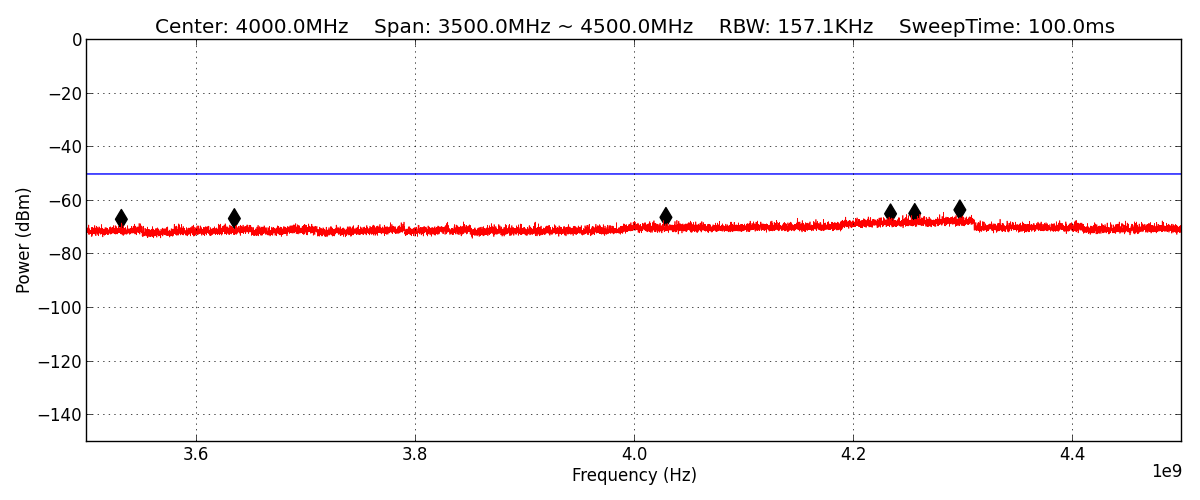 Center: 4000.0MHz    Span: 3500.0MHz ~ 4500.0MHz    RBW: 157.1KHz    SweepTime: 100.0ms
0
−20
−40
−60
−80
−100
−120
−140
Power (dBm)
3.6 3.8 4.0 4.2 4.4
Frequency (Hz)
1e9